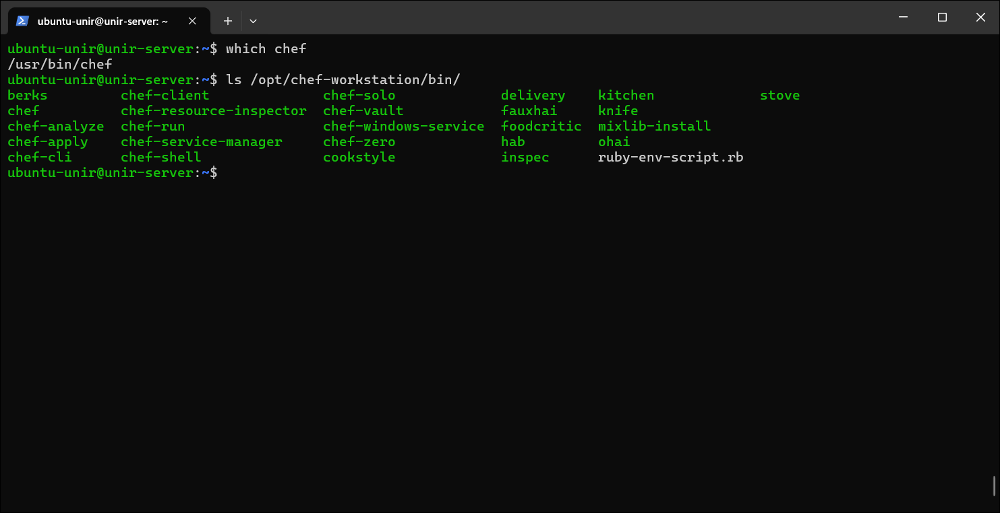 ubuntu-unir@unir-server: ~
ubuntu-unir@unir-server:~$ which chef
/usr/bin/chef
ubuntu-unir@unir-server:~$ ls /opt/chef-workstation/bin/
berks chef-client chef-solo delivery kitchen stove
chef chef-resource-inspector chef-vault fauxhai knife
chef-analyze chef-run chef-windows-service foodcritic mixlib-install
chef-apply chef-service-manager chef-zero hab ohai
chef-cli chef-shell cookstyle inspec ruby-env-script.rb
ubuntu-unir@unir-server:~$